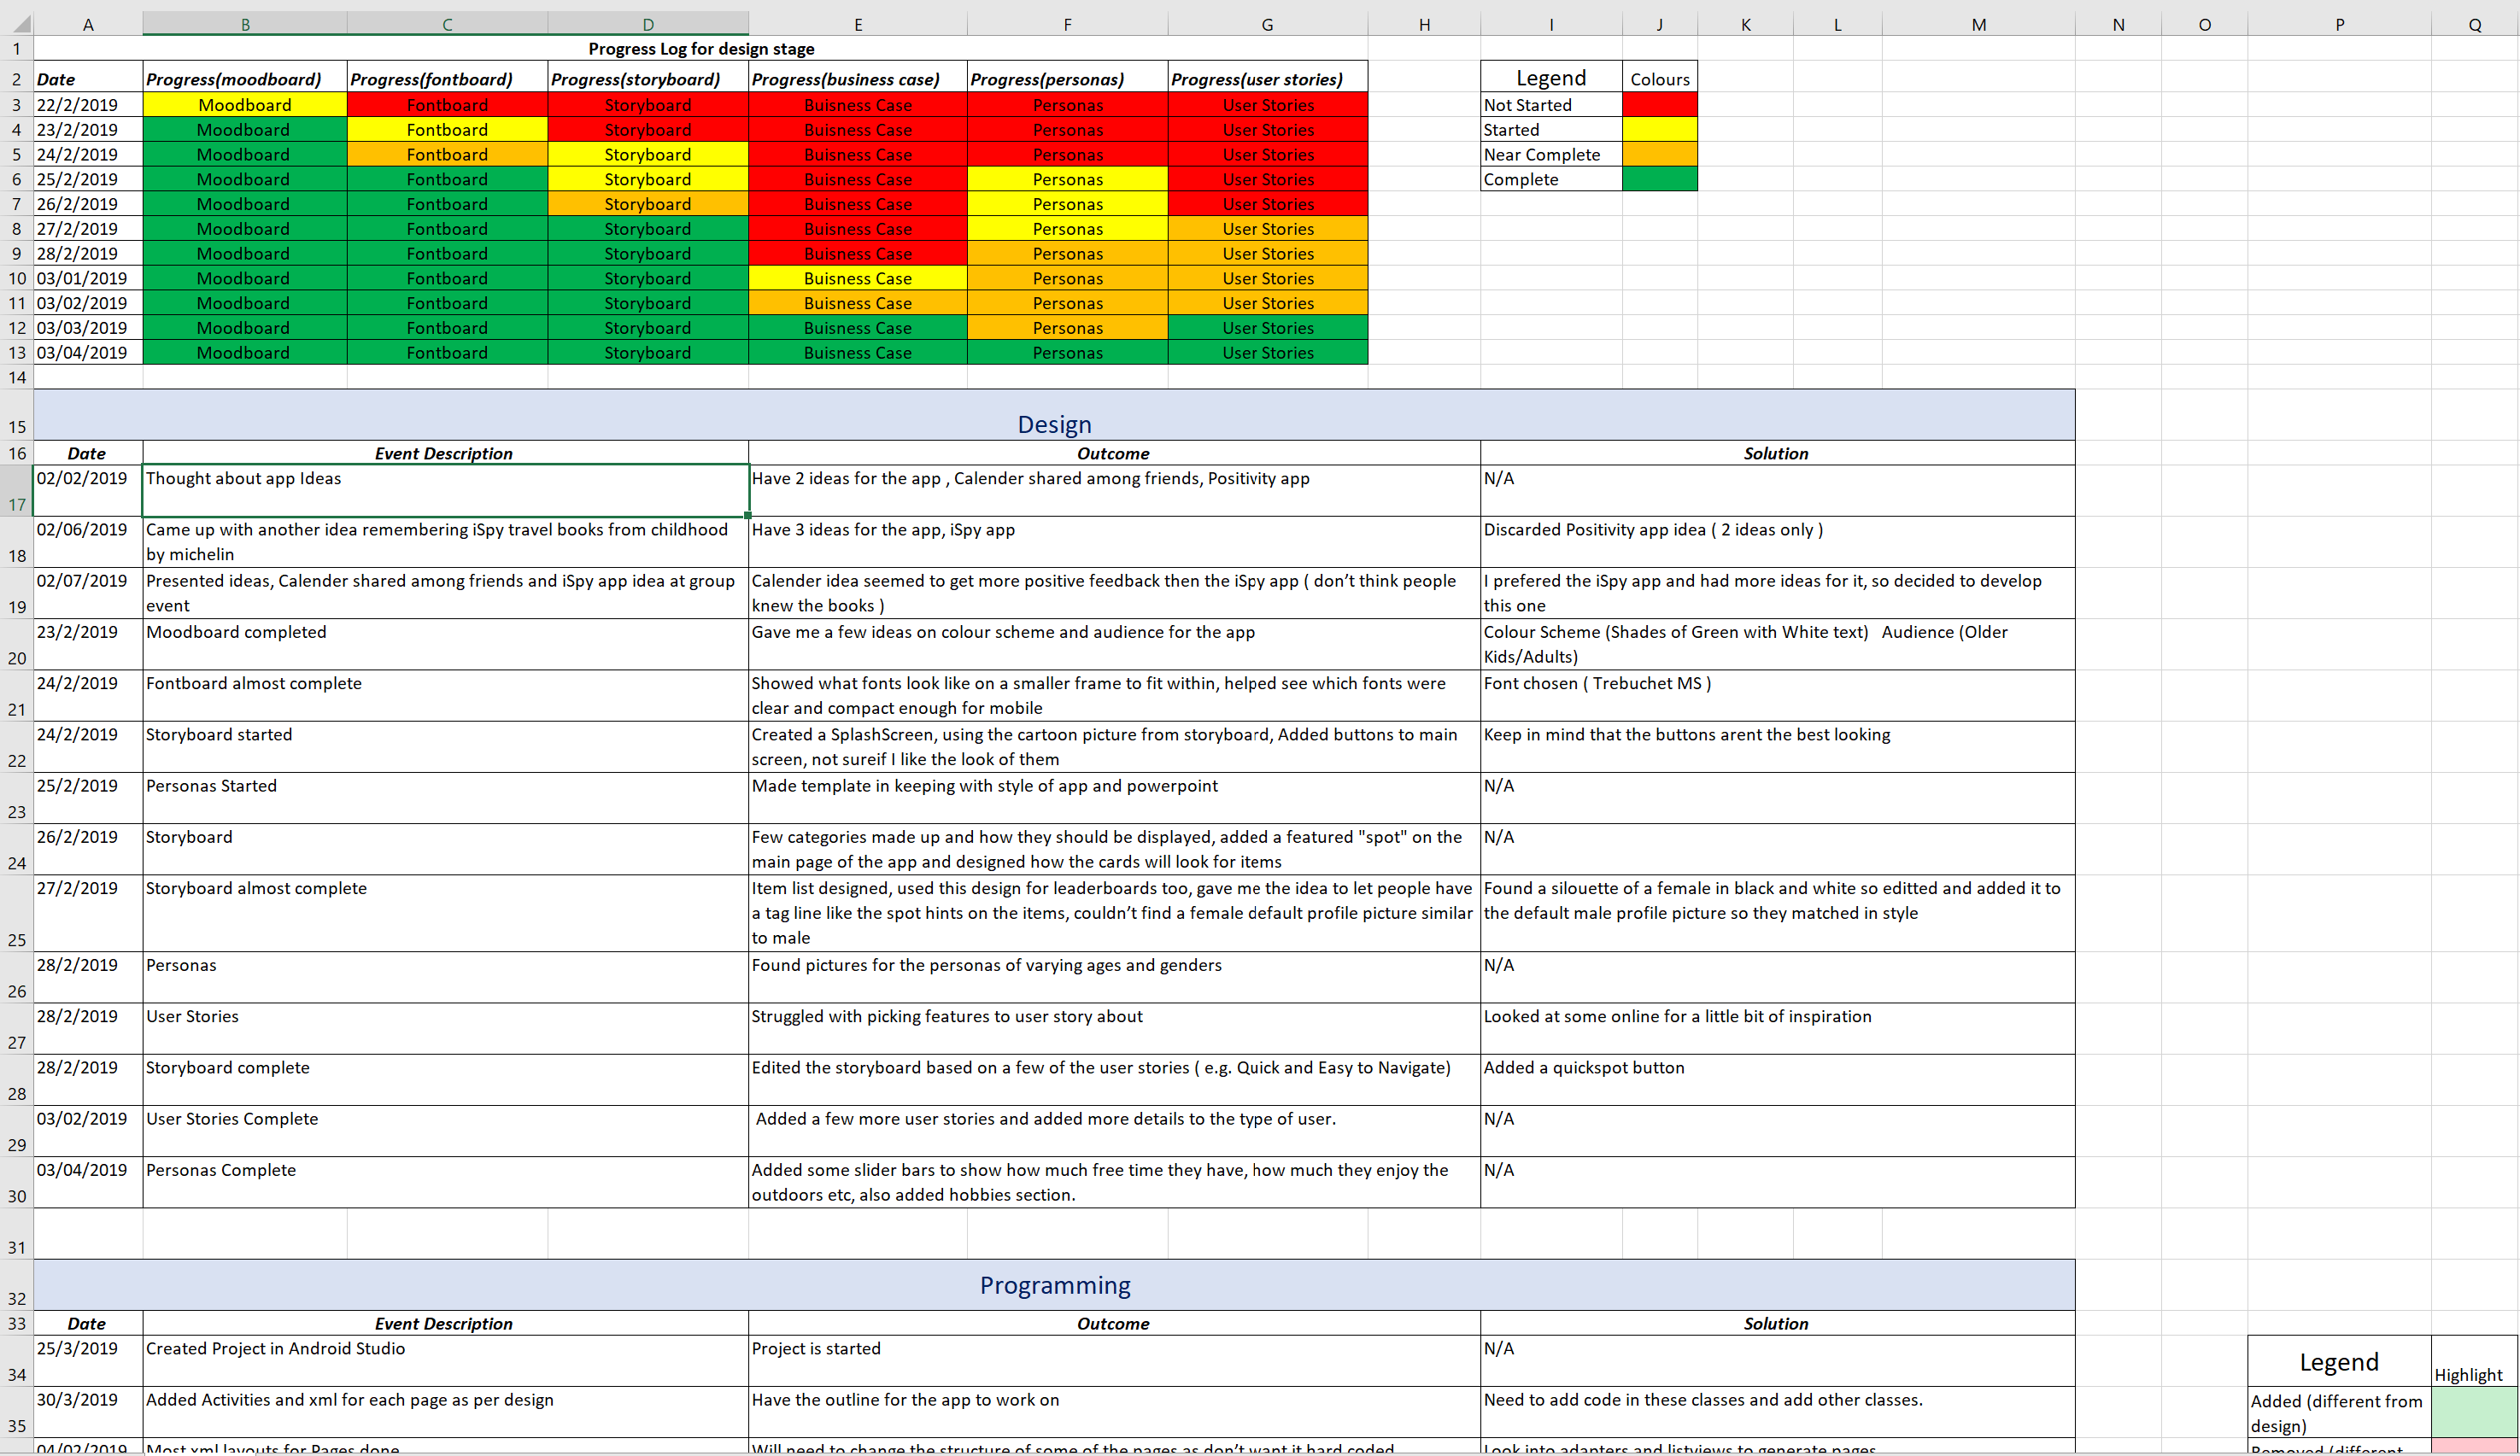 A B C D E F G H I J K L M N O P Q
1 Progress Log for design stage
2 Date Progress(moodboard) Progress(fontboard) Progress(storyboard) Progress(business case) Progress(personas) Progress(user stories) Legend Colours
3 22/2/2019 Moodboard Fontboard Storyboard Buisness Case Personas User Stories Not Started
4 23/2/2019 Moodboard Fontboard Storyboard Buisness Case Personas User Stories Started
5 24/2/2019 Moodboard Fontboard Storyboard Buisness Case Personas User Stories Near Complete
6 25/2/2019 Moodboard Fontboard Storyboard Buisness Case Personas User Stories Complete
7 26/2/2019 Moodboard Fontboard Storyboard Buisness Case Personas User Stories
8 27/2/2019 Moodboard Fontboard Storyboard Buisness Case Personas User Stories
9 28/2/2019 Moodboard Fontboard Storyboard Buisness Case Personas User Stories
10 03/01/2019 Moodboard Fontboard Storyboard Buisness Case Personas User Stories
11 03/02/2019 Moodboard Fontboard Storyboard Buisness Case Personas User Stories
12 03/03/2019 Moodboard Fontboard Storyboard Buisness Case Personas User Stories
13 03/04/2019 Moodboard Fontboard Storyboard Buisness Case Personas User Stories
14
15 Design
16 Date Event Description Outcome Solution
02/02/2019 Thought about app Ideas Have 2 ideas for the app , Calender shared among friends, Positivity app N/A
17
02/06/2019 Came up with another idea remembering iSpy travel books from childhood Have 3 ideas for the app, iSpy app Discarded Positivity app idea ( 2 ideas only )
18 by michelin
02/07/2019 Presented ideas, Calender shared among friends and iSpy app idea at group Calender idea seemed to get more positive feedback then the iSpy app ( don't think people I prefered the iSpy app and had more ideas for it, so decided to develop
19 event knew the books ) this one
23/2/2019 Moodboard completed Gave me a few ideas on colour scheme and audience for the app Colour Scheme (Shades of Green with White text) Audience (Older
20 Kids/Adults)
24/2/2019 Fontboard almost complete Showed what fonts look like on a smaller frame to fit within, helped see which fonts were Font chosen ( Trebuchet MS )
21 clear and compact enough for mobile
24/2/2019 Storyboard started Created a SplashScreen, using the cartoon picture from storyboard, Added buttons to main Keep in mind that the buttons arent the best looking
22 screen, not sureif I like the look of them
25/2/2019 Personas Started Made template in keeping with style of app and powerpoint N/A
23
26/2/2019 Storyboard Few categories made up and how they should be displayed, added a featured "spot" on the N/A
24 main page of the app and designed how the cards will look for items
27/2/2019 Storyboard almost complete Item list designed, used this design for leaderboards too, gave me the idea to let people have Found a silouette of a female in black and white so editted and added it to
a tag line like the spot hints on the items, couldn't find a female default profile picture similar the default male profile picture so they matched in style
25 to male
28/2/2019 Personas Found pictures for the personas of varying ages and genders N/A
26
28/2/2019 User Stories Struggled with picking features to user story about Looked at some online for a little bit of inspiration
27
28/2/2019 Storyboard complete Edited the storyboard based on a few of the user stories ( e.g. Quick and Easy to Navigate) Added a quickspot button
28
03/02/2019 User Stories Complete Added a few more user stories and added more details to the type of user. N/A
29
03/04/2019 Personas Complete Added some slider bars to show how much free time they have, how much they enjoy the N/A
30 outdoors etc, also added hobbies section.
31
32 Programming
33 Date Event Description Outcome Solution
25/3/2019 Created Project in Android Studio Project is started N/A Legend
34 Highlight
30/3/2019 Added Activities and xml for each page as per design Have the outline for the app to work on Need to add code in these classes and add other classes. Added (different from
35 design)
04/02/2019 Most xml layouts for Pages done Will need to change the structure of some of the pages as don't want it hard coded Look into adapters and listviews to generate pages Removed (different